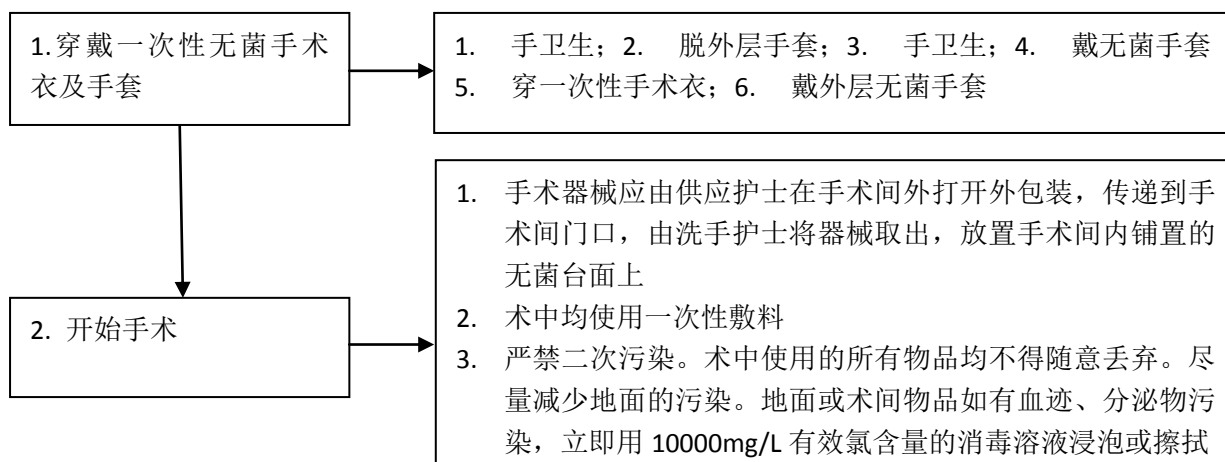 1.穿戴一次性无菌手术
衣及手套
1. 手卫生；2. 脱外层手套；3. 手卫生；4. 戴无菌手套
5. 穿一次性手术衣；6. 戴外层无菌手套
2. 开始手术
1. 手术器械应由供应护士在手术间外打开外包装，传递到手
术间门口，由洗手护士将器械取出，放置手术间内铺置的
无菌台面上
2. 术中均使用一次性敷料
3. 严禁二次污染。术中使用的所有物品均不得随意丢弃。尽
量减少地面的污染。地面或术间物品如有血迹、分泌物污
染，立即用 10000mg/L 有效氯含量的消毒溶液浸泡或擦拭